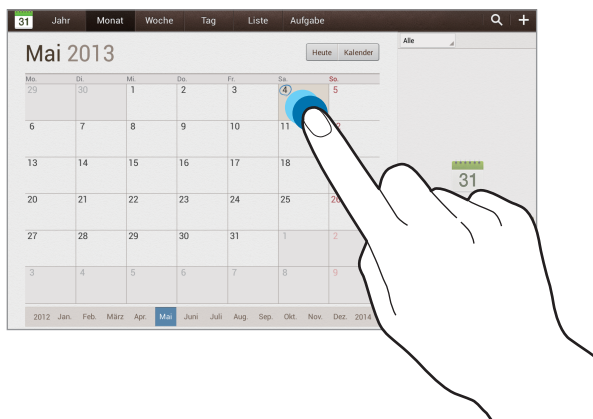 31 Jahr Monat Woche Tag Liste Aufgabe
Alle
Mai 2013
Heute Kalender
Mo. Di. Mi. Do. Fr. Sa. So.
29 30 1 2 3 4 5
6 7 8 9 10 11
13 14 15 16 17 18
31
20 21 22 23 24 25
27 28 29 30 31 1 2
3 4 5 6 7 8 9
2012 Jan. Feb. März Apr. Mai Juni Juli Aug. Sep. Okt. Nov. Dez. 2014